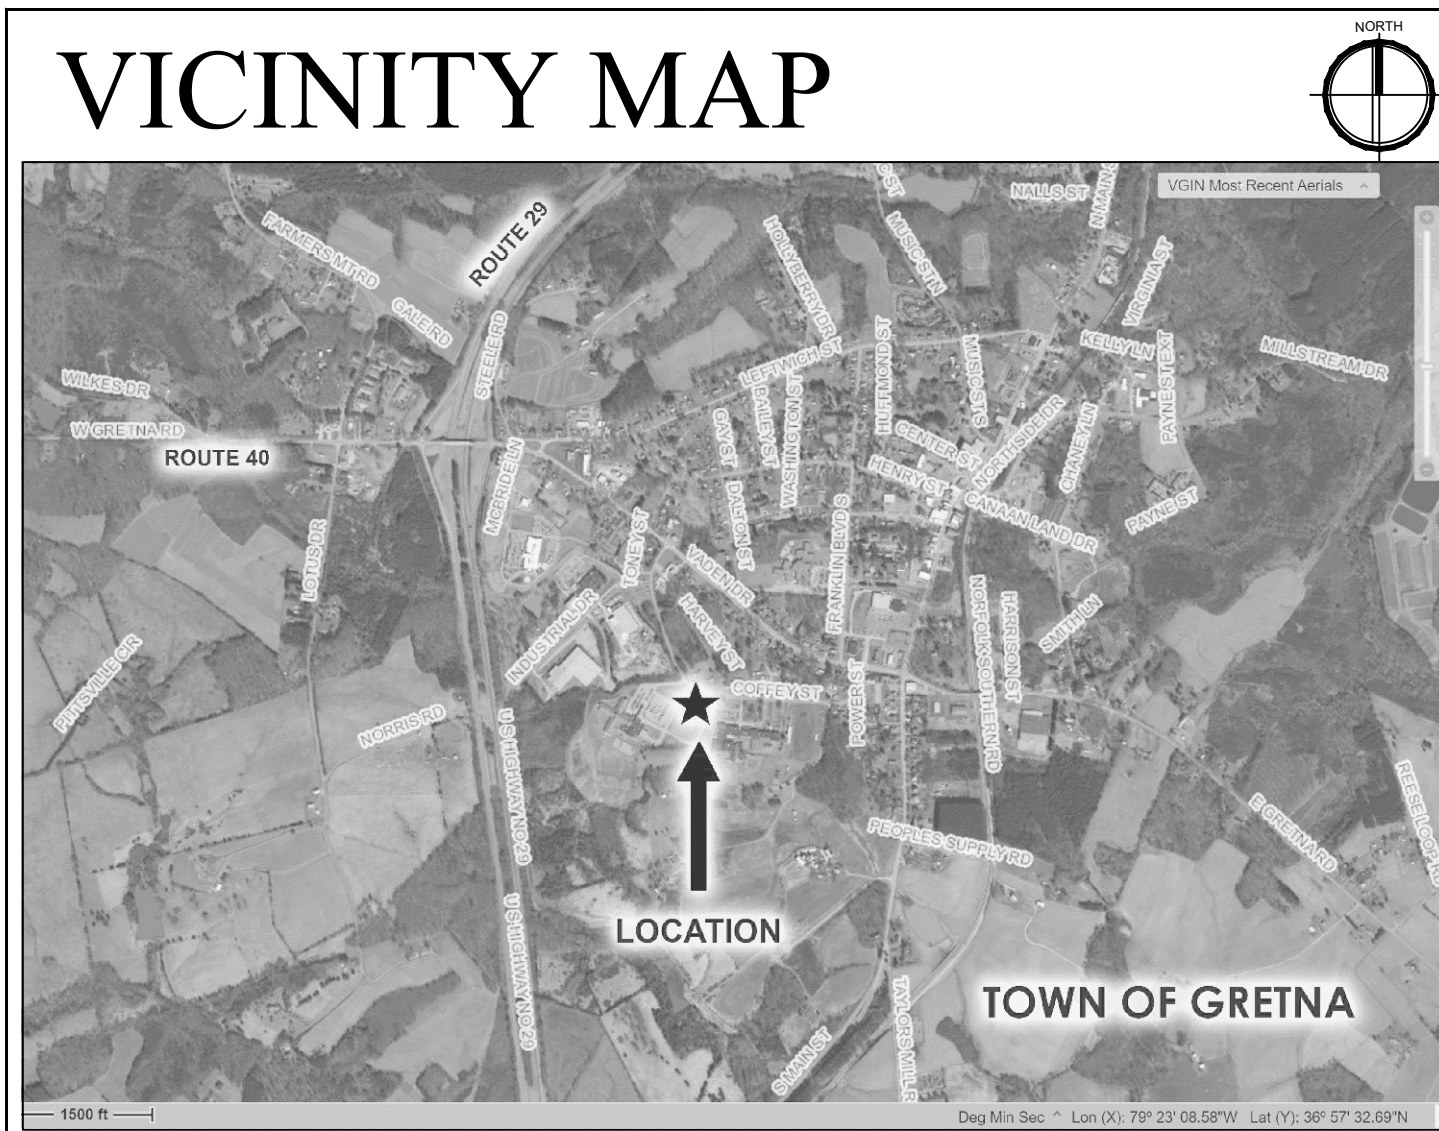 NORTH
VICINITY MAP
VGIN Most Recent Aerials
C ST
NALLS ST
N MAIN S
FARMERS MT RD
ROUTE 29
HOLLYBERRY DR
MUSIC ST N
VIRGINIA ST
GALE RD
STEELE RD
LEFTWICH ST
HUFFMOND ST
MUSIC ST S
KELLY LN
PAYNE ST EXT
MILLSTREAM DR
WILKES DR
W GRETNA RD
ROUTE 40
MCBRIDE LN
GAY ST
BAILEY ST
WASHINGTON ST
CENTER ST
NORTHSIDE DR
CHANEY LN
HENRY ST
CANAAN LAND DR
PAYNE ST
DALTON ST
LOTUS DR
TONEY ST
VADEN DR
FRANKLIN BLVD S
INDUSTRIAL DR
HARVEY ST
NORFOLK SOUTHERN RD
HARRISON ST
SMITH LN
PITTSVILLE CIR
NORRIS RD
COFFEY ST
POWER ST
US HIGHWAY NO 29
PEOPLES SUPPLY RD
E GRETNA RD
REESE LOOP RD
LOCATION
US HIGHWAY NO 29
TOWN OF GRETNA
S MAIN ST
TAYLORS MILL R
1500 ft
Deg Min Sec ^ Lon (X): 79° 23' 08.58"W Lat (Y): 36° 57' 32.69"N